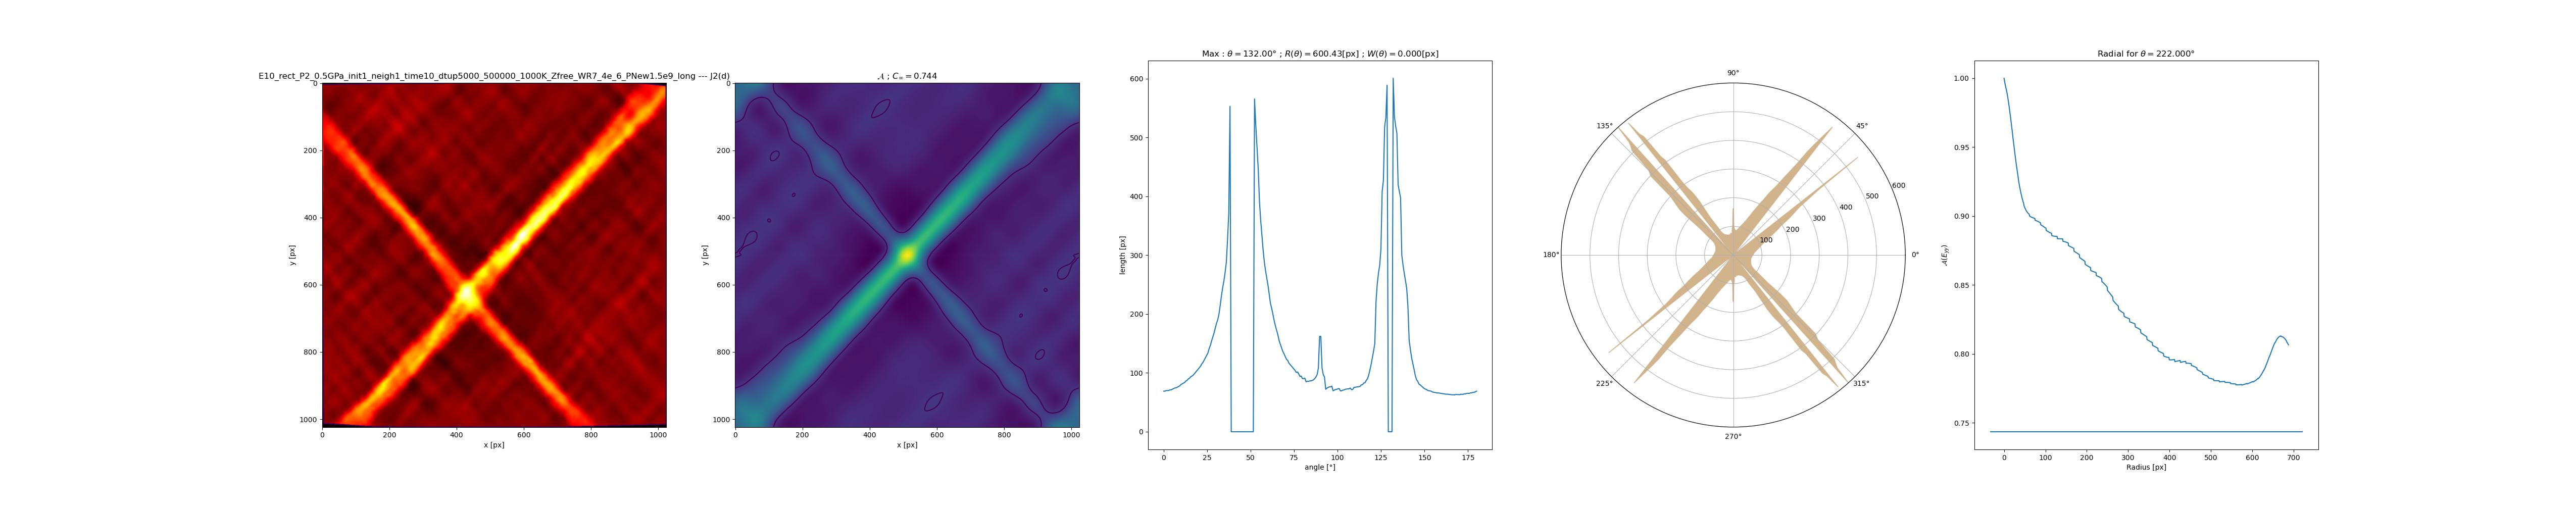 E10_rect_P2_0.5GPa_init1_neigh1_time10_dtup5000_500000_1000K_Zfree_WR7_4e_6_PNew1.5e9_long --- J2(d)
0
200
400
600
800
1000
y [px]
0 200 400 600 800 1000
x [px]
𝒜 ; C∞ = 0.744
0
200
400
600
800
1000
y [px]
0 200 400 600 800 1000
x [px]
Max : θ = 132.00° ; R(θ) = 600.43[px] ; W(θ) = 0.000[px]
600
500
400
300
200
100
0
length [px]
0 25 50 75 100 125 150 175
angle [°]
90°
135° 45°
600
500
400
300
200
100
180° 0°
225° 315°
270°
Radial for θ = 222.000°
1.00
0.95
0.90
0.85
0.80
0.75
𝒜(Eyy)
0 100 200 300 400 500 600 700
Radius [px]